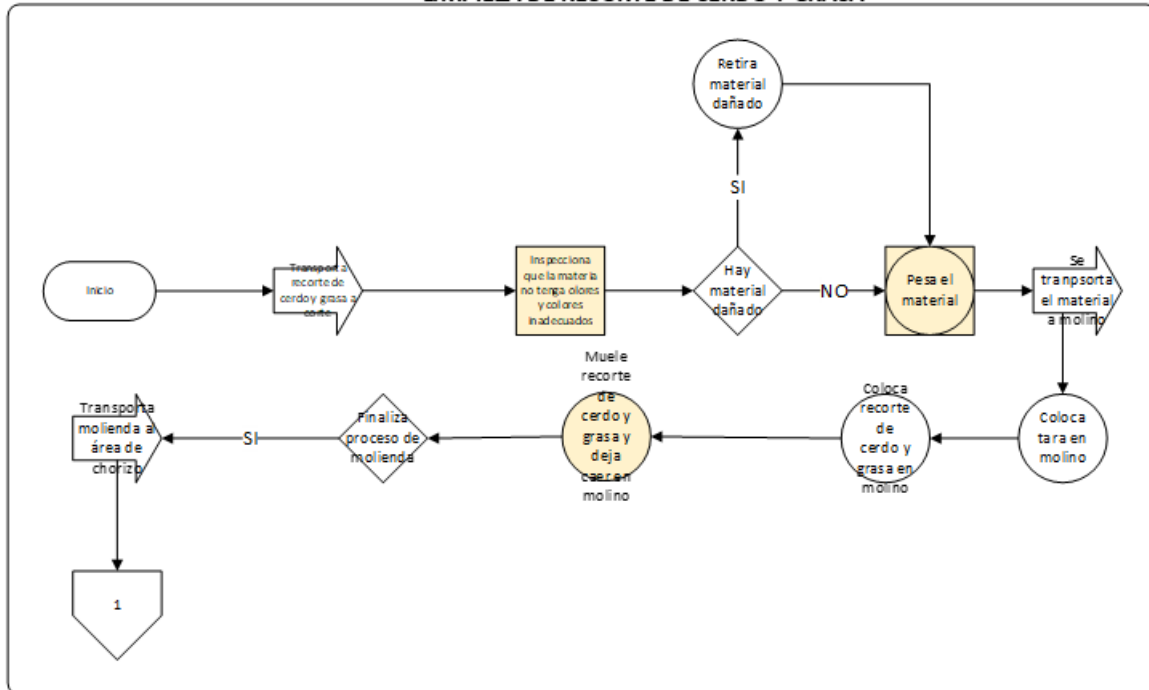 Retira
material
dañado
SI
Inicio
Transporta
recorte de
cerdo y grasa a
corte
Inspecciona
que la materia
no tenga olores
y colores
inadecuados
Hay
material
dañado
NO
Pesa el
material
Se
tranpsorta
el material
a molino
Transporta
molienda al
área de
chorizo
SI
Finaliza
proceso de
molienda
Muele
recorte
de
cerdo y
grasa y
deja
caer en
molino
Coloca
recorte
de
cerdo y
grasa en
molino
Coloca
tara en
molino
1